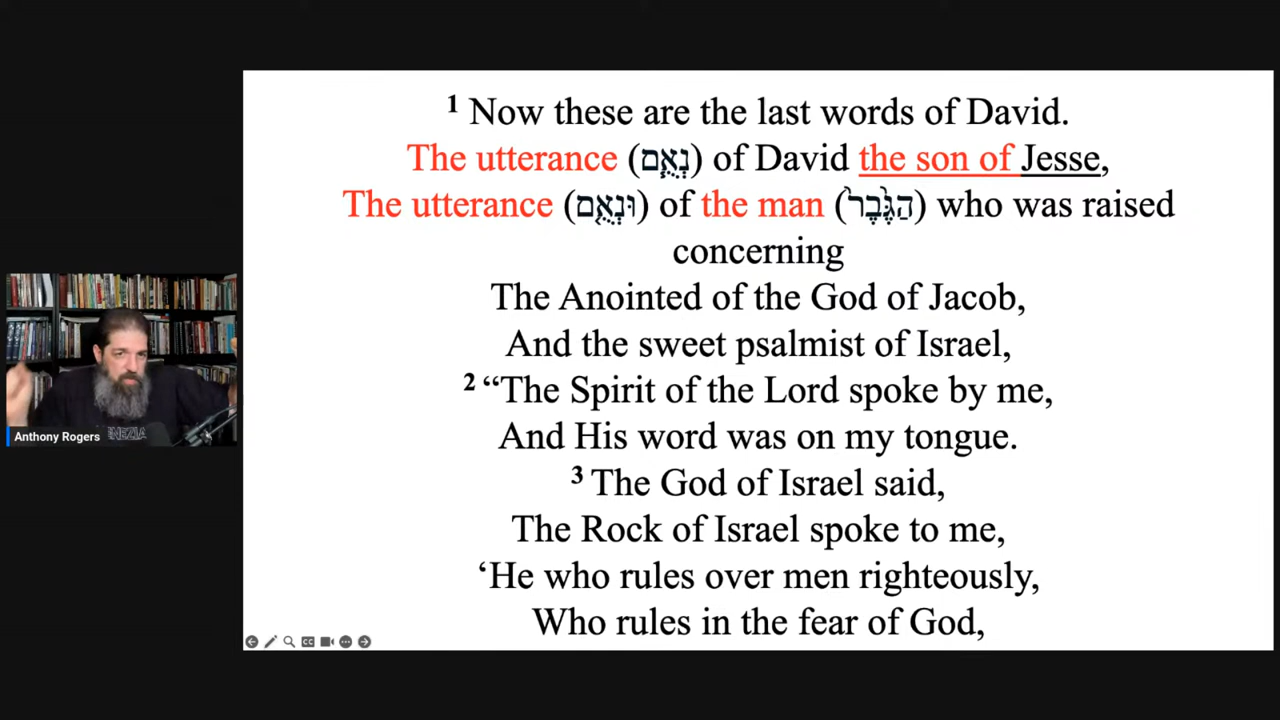 1 Now these are the last words of David.
The utterance (נְאֻ֧ם) of David the son of Jesse,
The utterance (וּנְאֻ֤ם) of the man (הַגֶּ֙בֶר֙) who was raised
concerning
The Anointed of the God of Jacob,
And the sweet psalmist of Israel,
2 “The Spirit of the Lord spoke by me,
And His word was on my tongue.
3 The God of Israel said,
The Rock of Israel spoke to me,
‘He who rules over men righteously,
Who rules in the fear of God,
Anthony Rogers